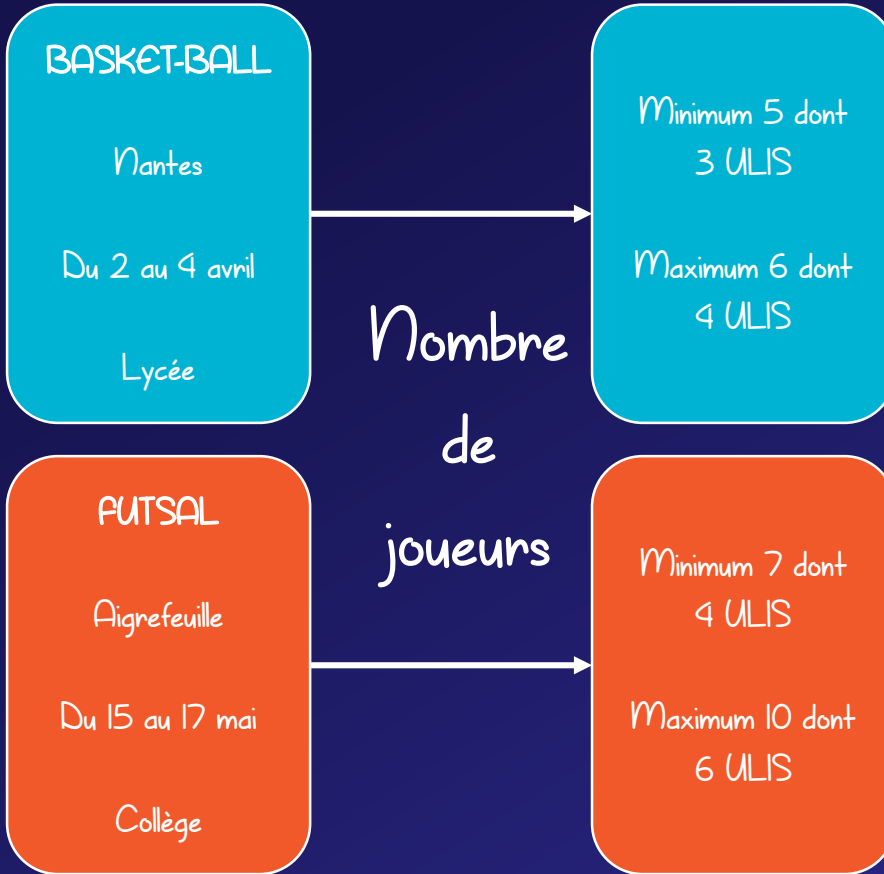 BASKET-BALL
Nantes
Du 2 au 4 avril
Lycée
Nombre
de
joueurs
Minimum 5 dont
3 ULIS
Maximum 6 dont
4 ULIS
FUTSAL
Aigrefeuille
Du 15 au 17 mai
Collège
Minimum 7 dont
4 ULIS
Maximum 10 dont
6 ULIS